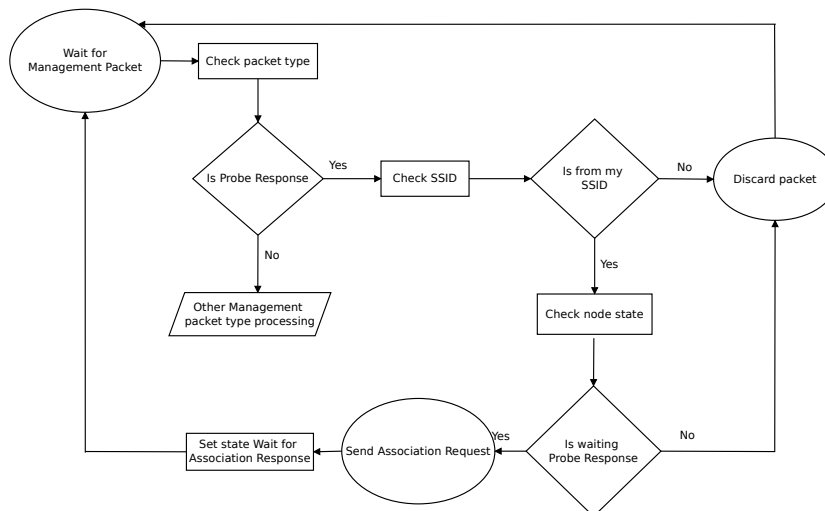 Wait for
Management Packet
Check packet type
Is Probe Response
Yes
Check SSID
Is from my
SSID
No
Discard packet
No
Yes
Other Management
packet type processing
Check node state
Set state Wait for
Association Response
Send Association Request
Yes
Is waiting
Probe Response
No